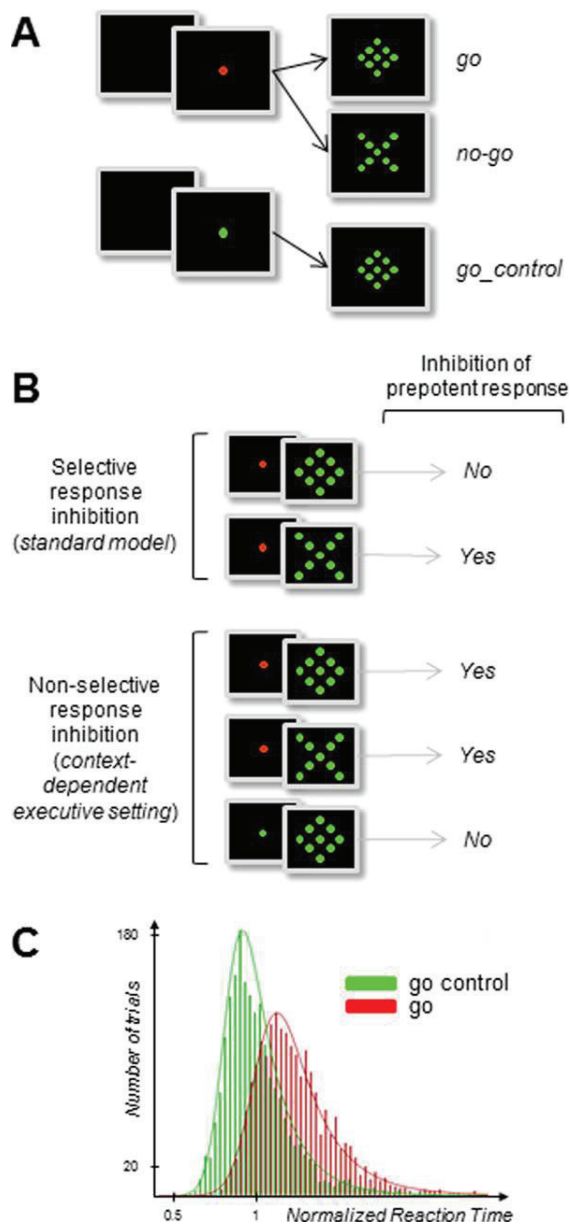 A
go
no-go
go_control
B
Inhibition of
prepotent response
Selective
response
inhibition
(standard model)
No
Yes
Non-selective
response
inhibition
(context-
dependent
executive setting)
Yes
Yes
No
C
180
Number of trials
20
go control
go
0.5
1
Normalized Reaction Time